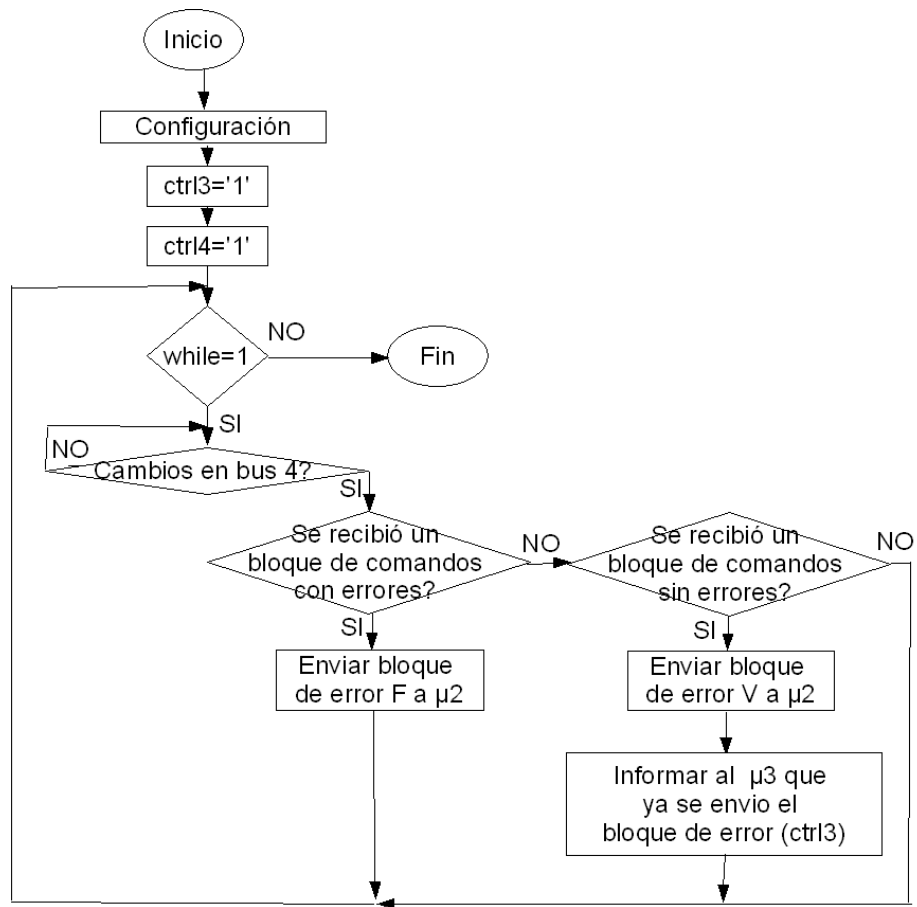 Inicio
Configuración
ctrl3='1'
ctrl4='1'
while=1
NO
Fin
SI
NO
Cambios en bus 4?
SI
Se recibió un
bloque de comandos
con errores?
NO
Se recibió un
bloque de comandos
sin errores?
NO
SI
Enviar bloque
de error F a µ2
SI
Enviar bloque
de error V a µ2
Informar al µ3 que
ya se envio el
bloque de error (ctrl3)